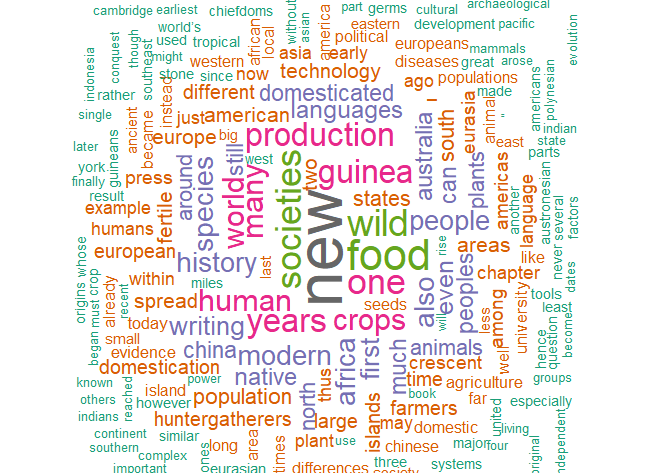 cambridge earliest chiefdoms part germs cultural archaeological
world's without america eastern development pacific
used tropical african local asian political europeans mammals evolution
indonesia conquest though southeast might western asia early diseases great arose
stone since now technology ago populations polynesian
rather instead different domesticated made americans
single just american languages I eurasia animal indian
later ancient became europe big production australia south east state
guineans around species still west two guinea can plants americas parts
york press world many societies language another austronesian never several factors
finally
result
example fertile new states wild people
humans
european history food areas rise like dates
origins whose within miles last one also even peoples chapter
began must crop already recent spread human seeds among university tools
today writing years crops will less least become
small hence question
evidence china modern africa first much animals well
domestication native crescent groups
known power thus time agriculture
others reached island population book far especially
indians however north islands farmers united
huntergatherers large may domestic living
continent similar area times plant use chinese major four original independent
southern long
complex ones three systems
important eurasian differences society